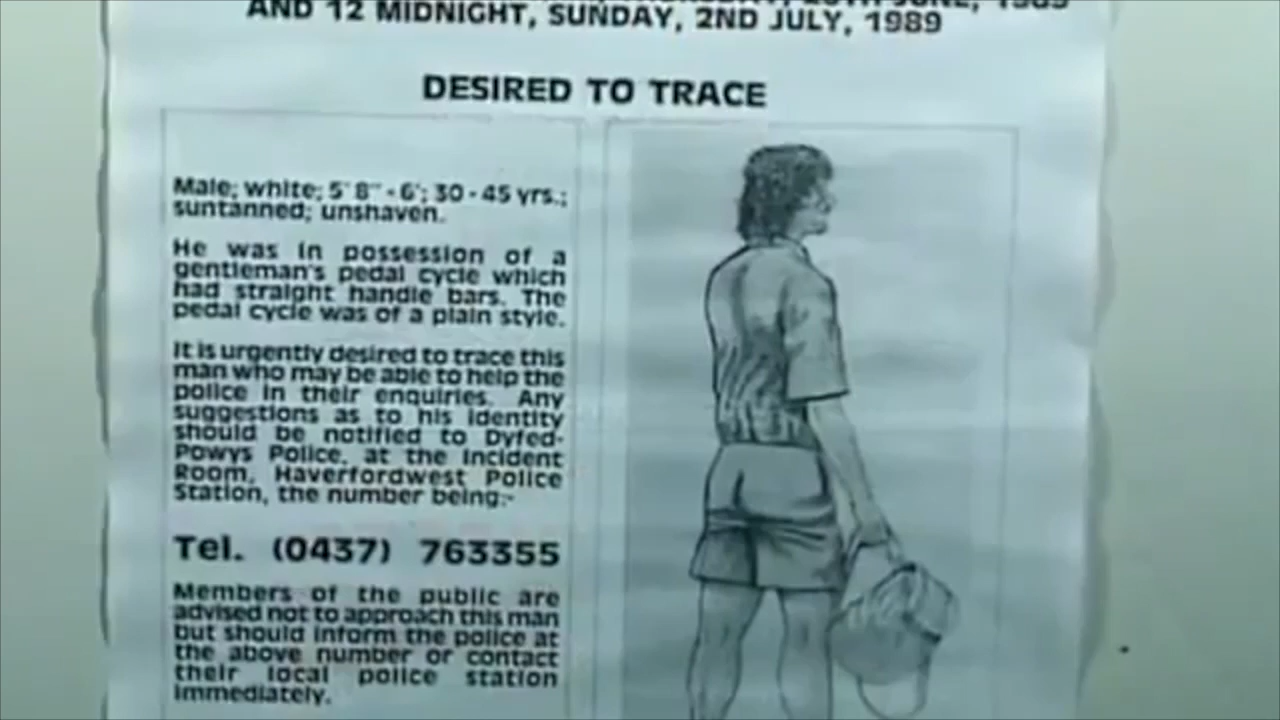 JUNE, 1989
AND 12 MIDNIGHT, SUNDAY, 2ND JULY, 1989
DESIRED TO TRACE
Male; white; 5' 8" - 6'; 30 - 45 yrs.;
suntanned; unshaven.
He was in possession of a
gentleman's pedal cycle which
had straight handle bars. The
pedal cycle was of a plain style.
It is urgently desired to trace this
man who may be able to help the
police in their enquiries. Any
suggestions as to his identity
should be notified to Dyfed-
Powys Police, at the Incident
Room, Haverfordwest Police
Station, the number being:-
Tel. (0437) 763355
Members of the public are
advised not to approach this man
but should inform the police at
the above number or contact
their local police station
immediately.